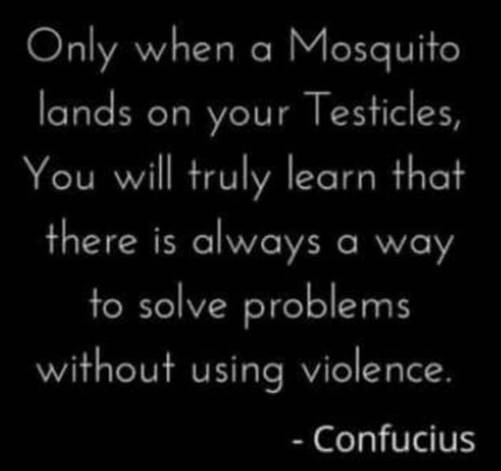 Only when a Mosquito
lands on your Testicles,
You will truly learn that
there is always a way
to solve problems
without using violence.
- Confucius